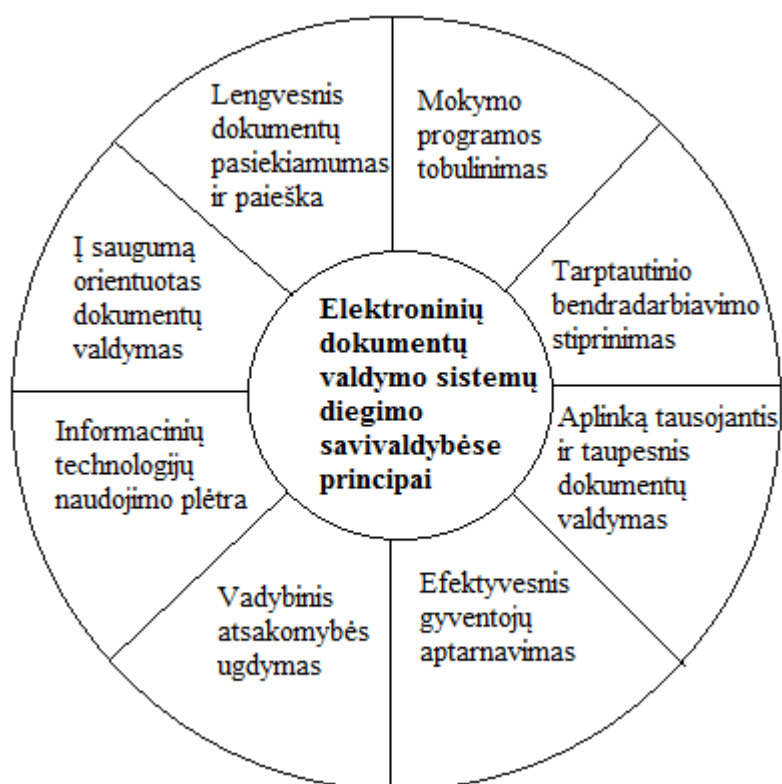 Lengvesnis
dokumentų
pasiekiamumas
ir paieška
Mokymo
programos
tobulinimas
Tarptautinio
bendradarbiavimo
stiprinimas
Aplinką tausojantis
ir taupesnis
dokumentų
valdymas
Efektyvesnis
gyventojų
aptarnavimas
Vadybinis
atsakomybės
ugdymas
Informacinių
technologijų
naudojimo plėtra
Į saugumą
orientuotas
dokumentų
valdymas
Elektroninių
dokumentų
valdymo sistemų
diegimo
savivaldybėse
principai